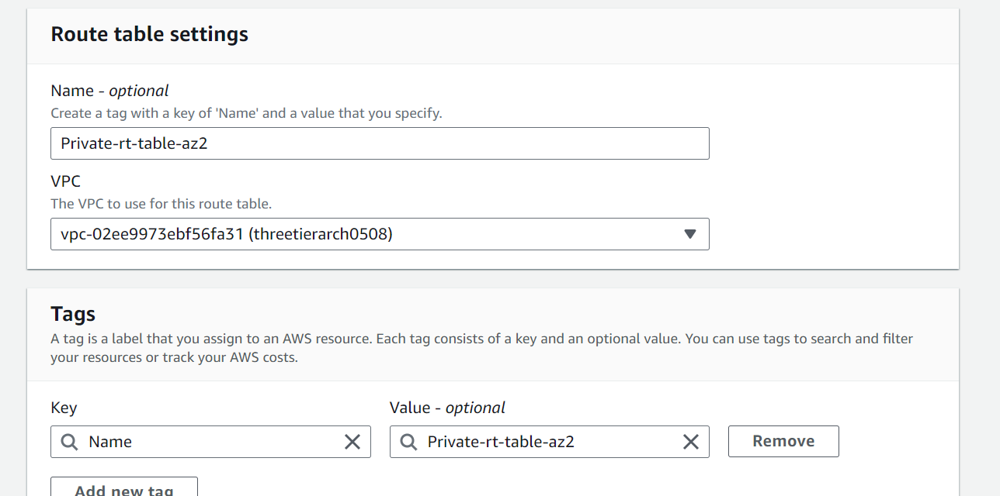 Route table settings
Name - optional
Create a tag with a key of 'Name' and a value that you specify.
Private-rt-table-az2
VPC
The VPC to use for this route table.
vpc-02ee9973ebf56fa31 (threetierarch0508)
Tags
A tag is a label that you assign to an AWS resource. Each tag consists of a key and an optional value. You can use tags to search and filter
your resources or track your AWS costs.
Key
Value - optional
Name
Private-rt-table-az2
Remove
Add new tag